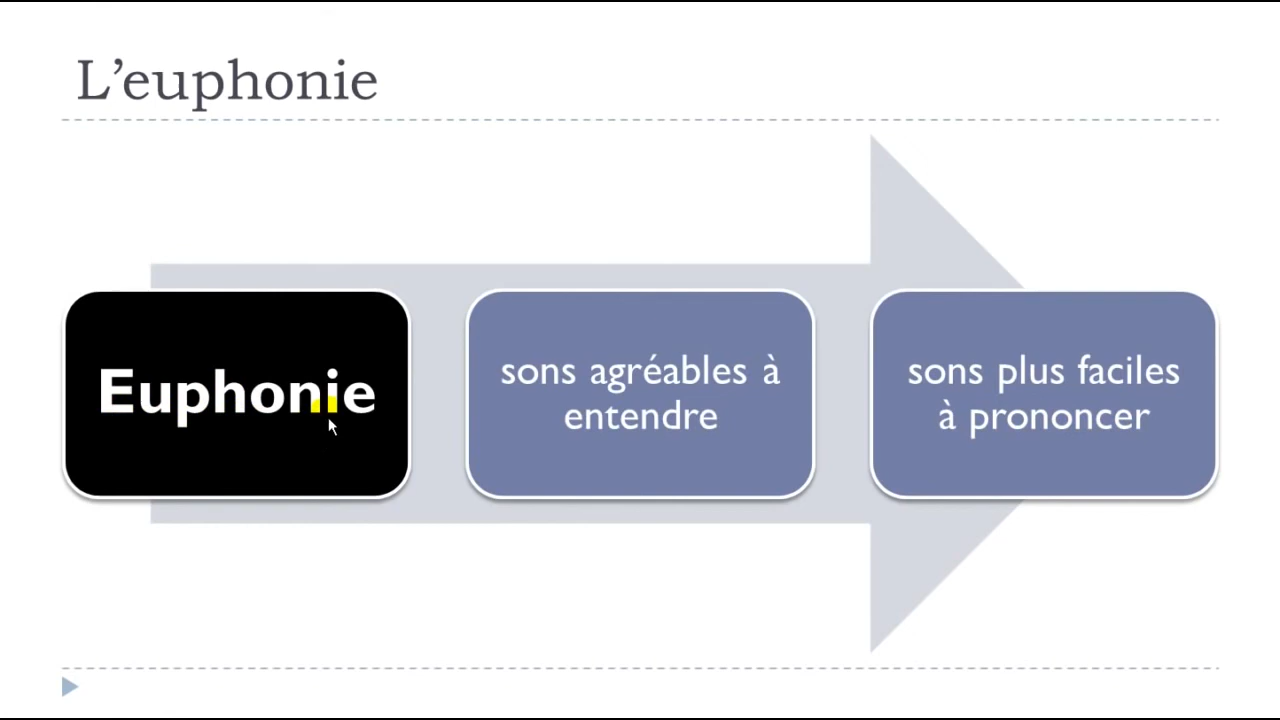 L’euphonie
Euphonie
sons agréables à
entendre
sons plus faciles
à prononcer